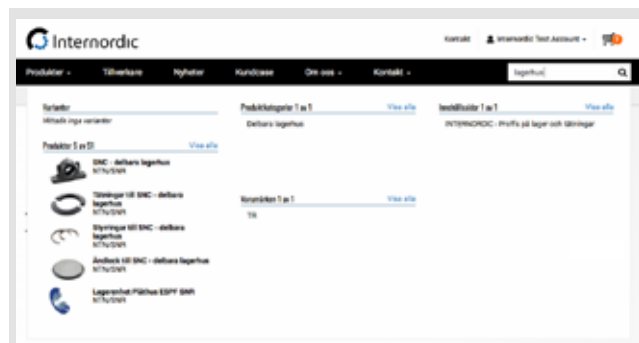 Internordic
Kontakt
Internordic Test Account
Produkter
Tillverkare
Nyheter
Kundcase
Om oss
Kontakt
lagerhus
Varianter
Hittade inga varianter
Produkter 5 av 51
Visa alla
SNC - delbara lagerhus
NTN/SNR
Tätningar till SNC - delbara
lagerhus
NTN/SNR
Styrringar till SNC - delbara
lagerhus
NTN/SNR
Ändlock till SNC - delbara lagerhus
NTN/SNR
Lagerenhet Plåthus ESPF SNR
NTN/SNR
Produktkategorier 1 av 1
Visa alla
Delbara lagerhus
Varumärken 1 av 1
Visa alla
Innehållssidor 1 av 1
Visa alla
INTERNORDIC - Proffs på lager och tätningar